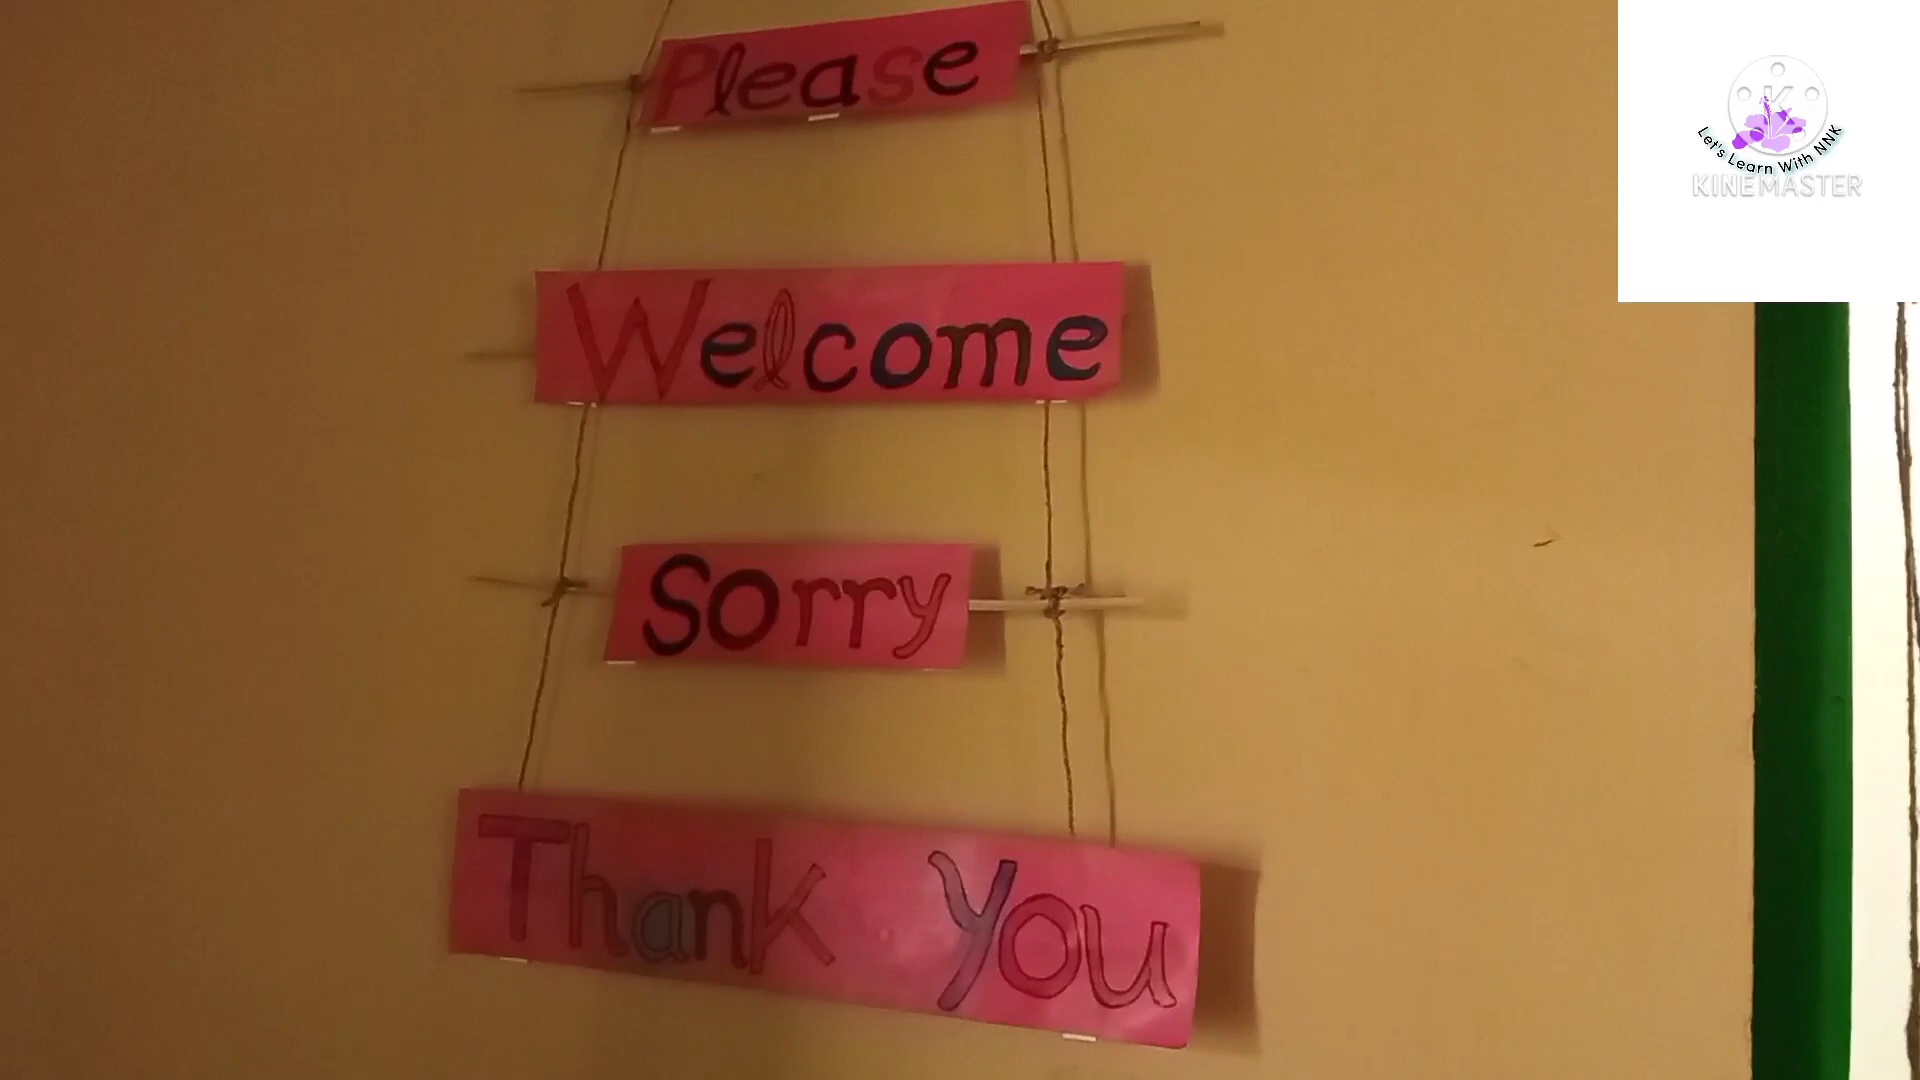 Please
Welcome
Sorry
Thank You
K
Let's Learn With NNK
KINEMASTER